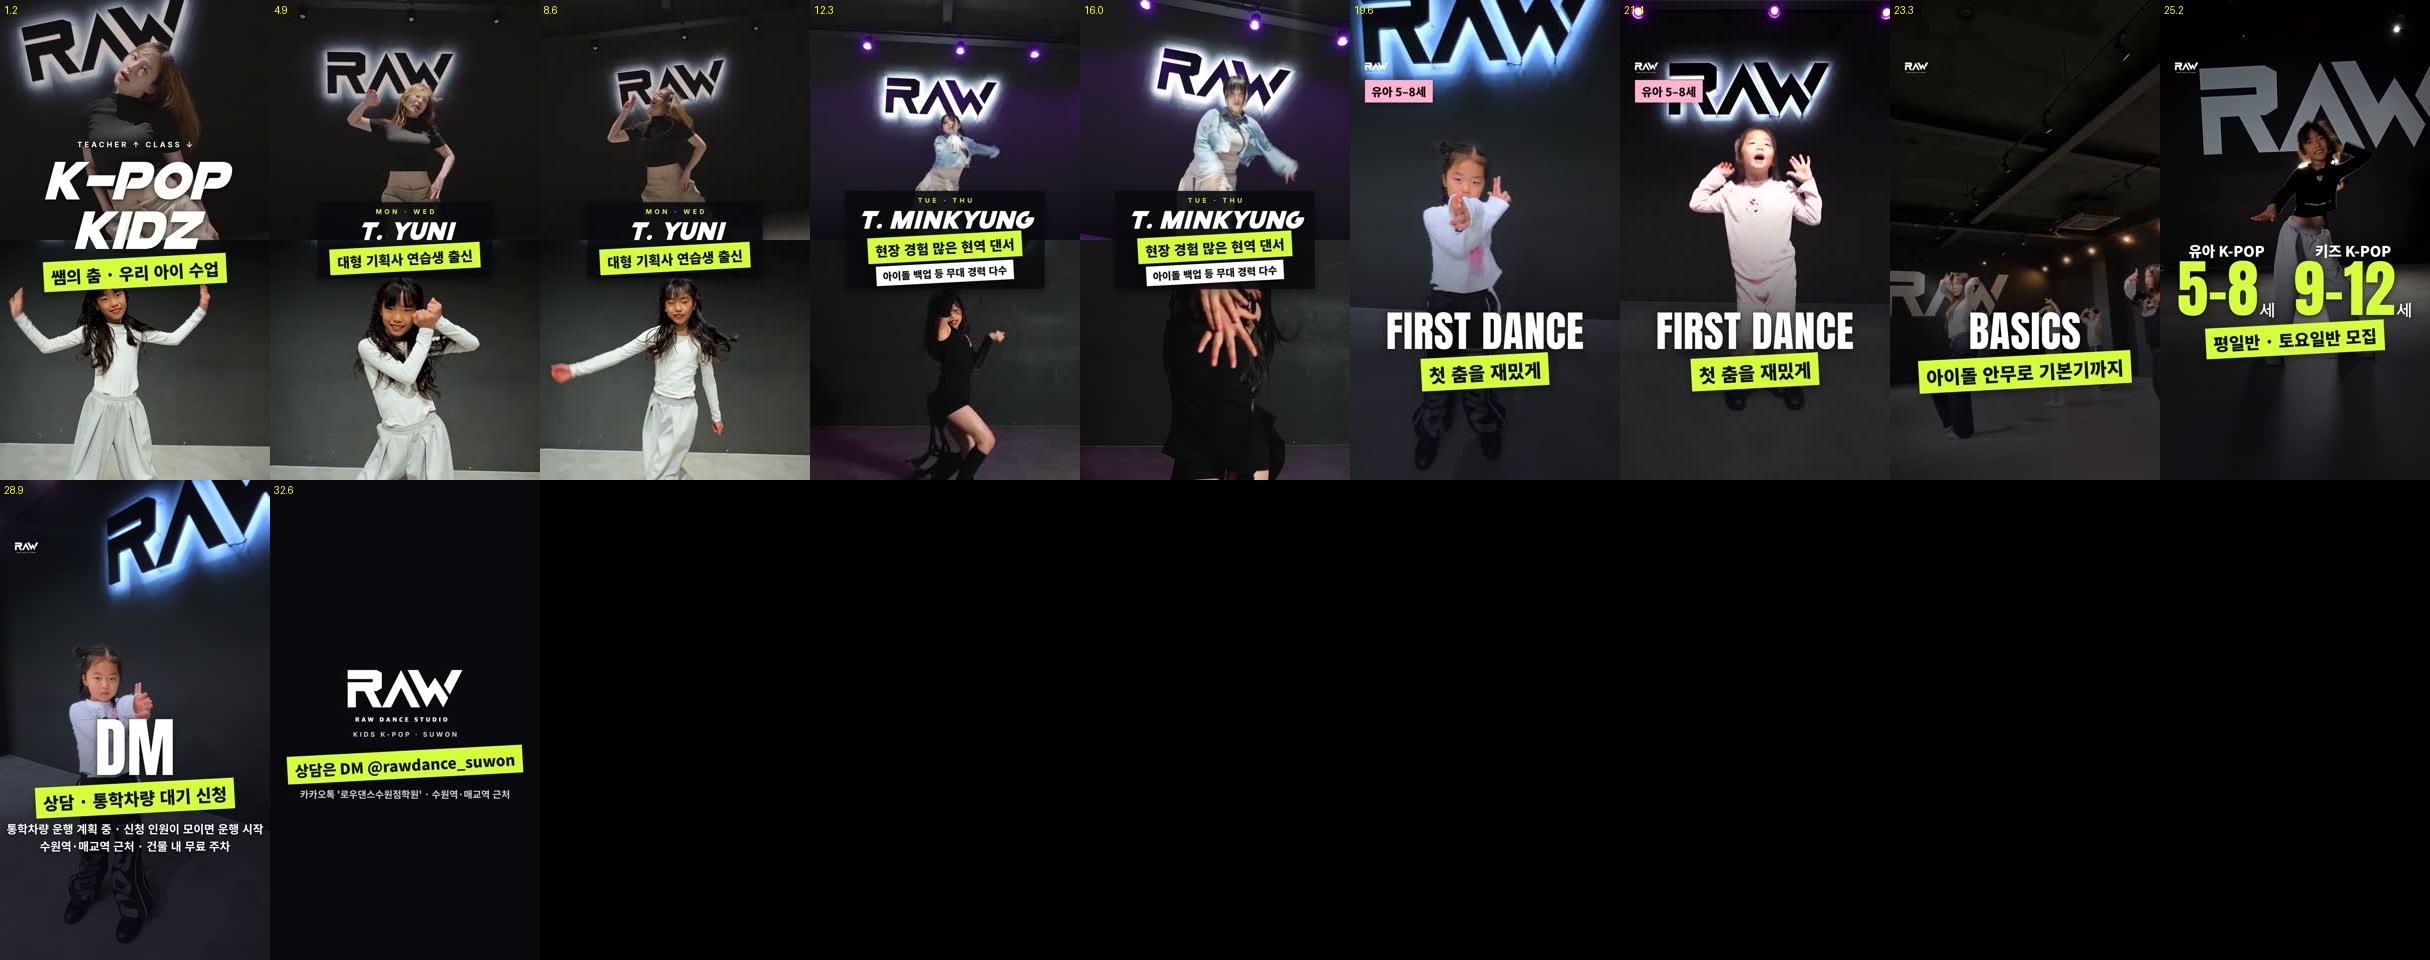 1.2
RAW
TEACHER ↑ CLASS ↓
K-POP
KIDZ
쌤의 춤 · 우리 아이 수업
4.9
RAW
MON · WED
T. YUNI
대형 기획사 연습생 출신
8.6
RAW
MON · WED
T. YUNI
대형 기획사 연습생 출신
12.3
RAW
TUE · THU
T. MINKYUNG
현장 경험 많은 현역 댄서
아이돌 백업 등 무대 경력 다수
16.0
RAW
TUE · THU
T. MINKYUNG
현장 경험 많은 현역 댄서
아이돌 백업 등 무대 경력 다수
19.6
RAW
RAW
유아 5-8세
FIRST DANCE
첫 춤을 재밌게
RAW
유아 5-8세
RAW
FIRST DANCE
첫 춤을 재밌게
23.3
RAW
RAW
BASICS
아이돌 안무로 기본기까지
25.2
RAW
RAW
유아 K-POP 키즈 K-POP
5-8세 9-12세
평일반 · 토요일반 모집
28.9
RAW
RAW
DM
상담 · 통학차량 대기 신청
통학차량 운행 계획 중 · 신청 인원이 모이면 운행 시작
수원역·매교역 근처 · 건물 내 무료 주차
32.6
RAW
RAW DANCE STUDIO
KIDS K-POP · SUWON
상담은 DM @rawdance_suwon
카카오톡 '로우댄스수원점학원' · 수원역·매교역 근처